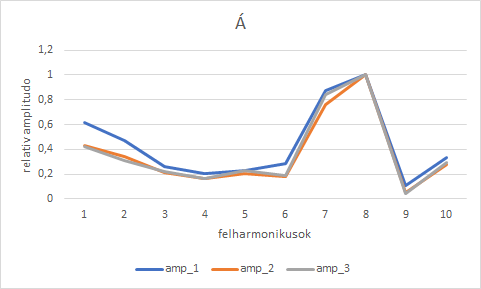 Á
1,2
1
0,8
0,6
0,4
0,2
0
relatív amplitudo
1 2 3 4 5 6 7 8 9 10
felharmonikusok
amp_1 amp_2 amp_3